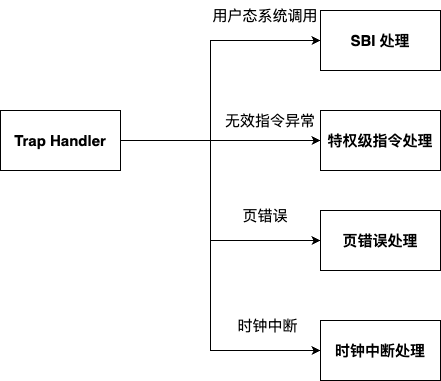 用户态系统调用
SBI 处理
无效指令异常
Trap Handler
特权级指令处理
页错误
页错误处理
时钟中断
时钟中断处理